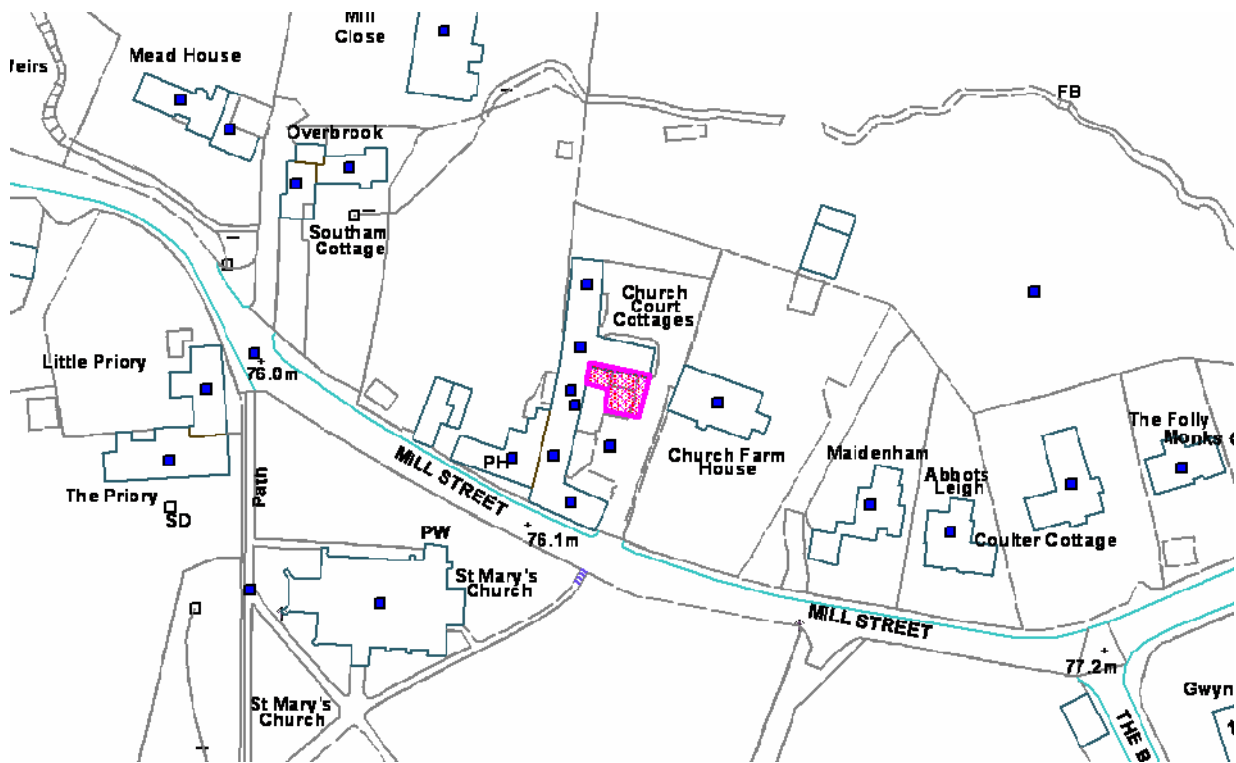 Mill
Close
Mead House
FB
Overbrook
Southam
Cottage
Church
Court
Cottages
Little Priory
76.0m
The Folly
Monks
Church Farm
House
Maidenham
Abbots
Leigh
PH
MILL STREET
The Priory
SD
Path
Coulter Cottage
76.1m
PW
St Mary's
Church
MILL STREET
77.2m
St Mary's
Church
THE